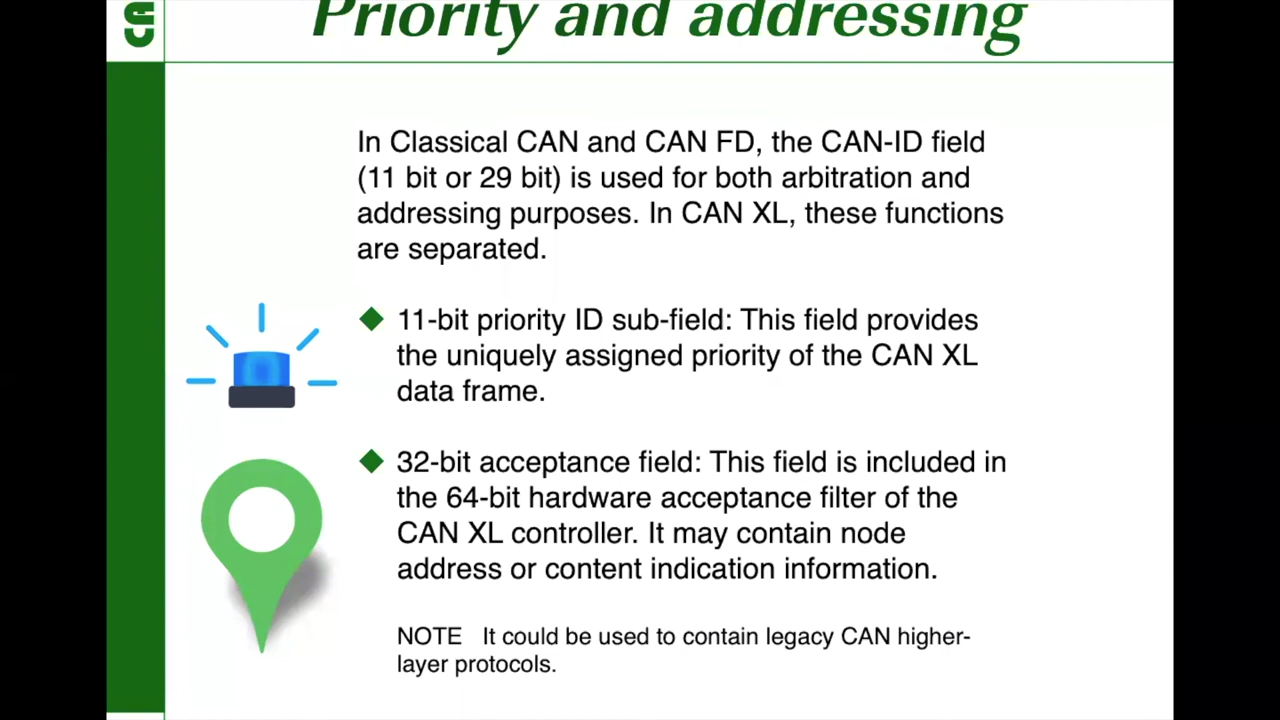 Priority and addressing
In Classical CAN and CAN FD, the CAN-ID field
(11 bit or 29 bit) is used for both arbitration and
addressing purposes. In CAN XL, these functions
are separated.
11-bit priority ID sub-field: This field provides
the uniquely assigned priority of the CAN XL
data frame.
32-bit acceptance field: This field is included in
the 64-bit hardware acceptance filter of the
CAN XL controller. It may contain node
address or content indication information.
NOTE It could be used to contain legacy CAN higher-
layer protocols.